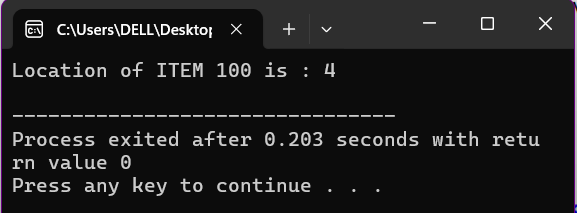 C:\Users\DELL\Desktop
Location of ITEM 100 is : 4
--------------------------------
Process exited after 0.203 seconds with retu
rn value 0
Press any key to continue . . .